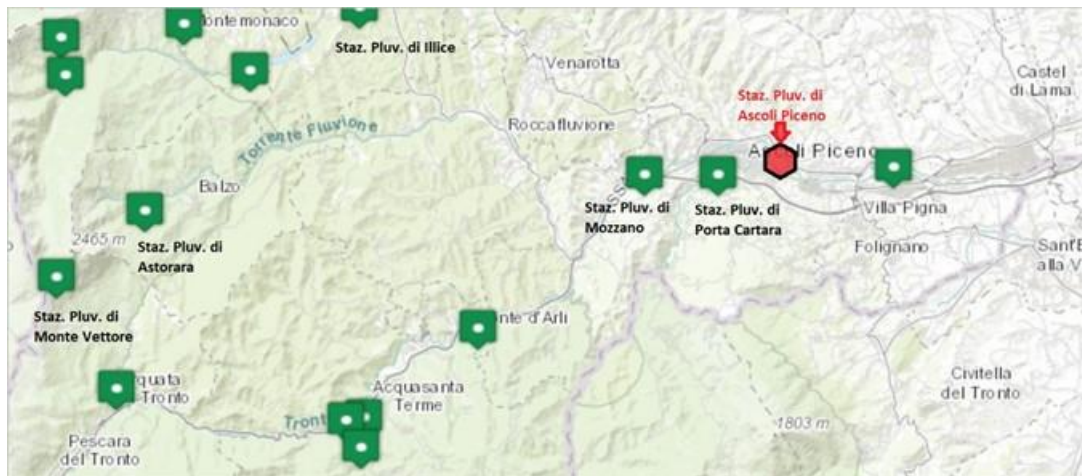 ontemonaco
Staz. Pluv. di Illice
Venarotta
Castel
di Lama
Staz. Pluv. di
Ascoli Piceno
Torrente Fluvione
Roccafluvione
Piceno
Balzo
Staz. Pluv. di
Mozzano
Staz. Pluv. di
Porta Cartara
Villa Pigna
2465 m
Staz. Pluv. di
Astorara
Folignano
Sant'E
alla V
Staz. Pluv. di
Monte Vettore
nte d'Arli
quata
Tronto
Acquasanta
Terme
Civitella
del Tronto
Tront
1803 m
Pescara
del Tronto